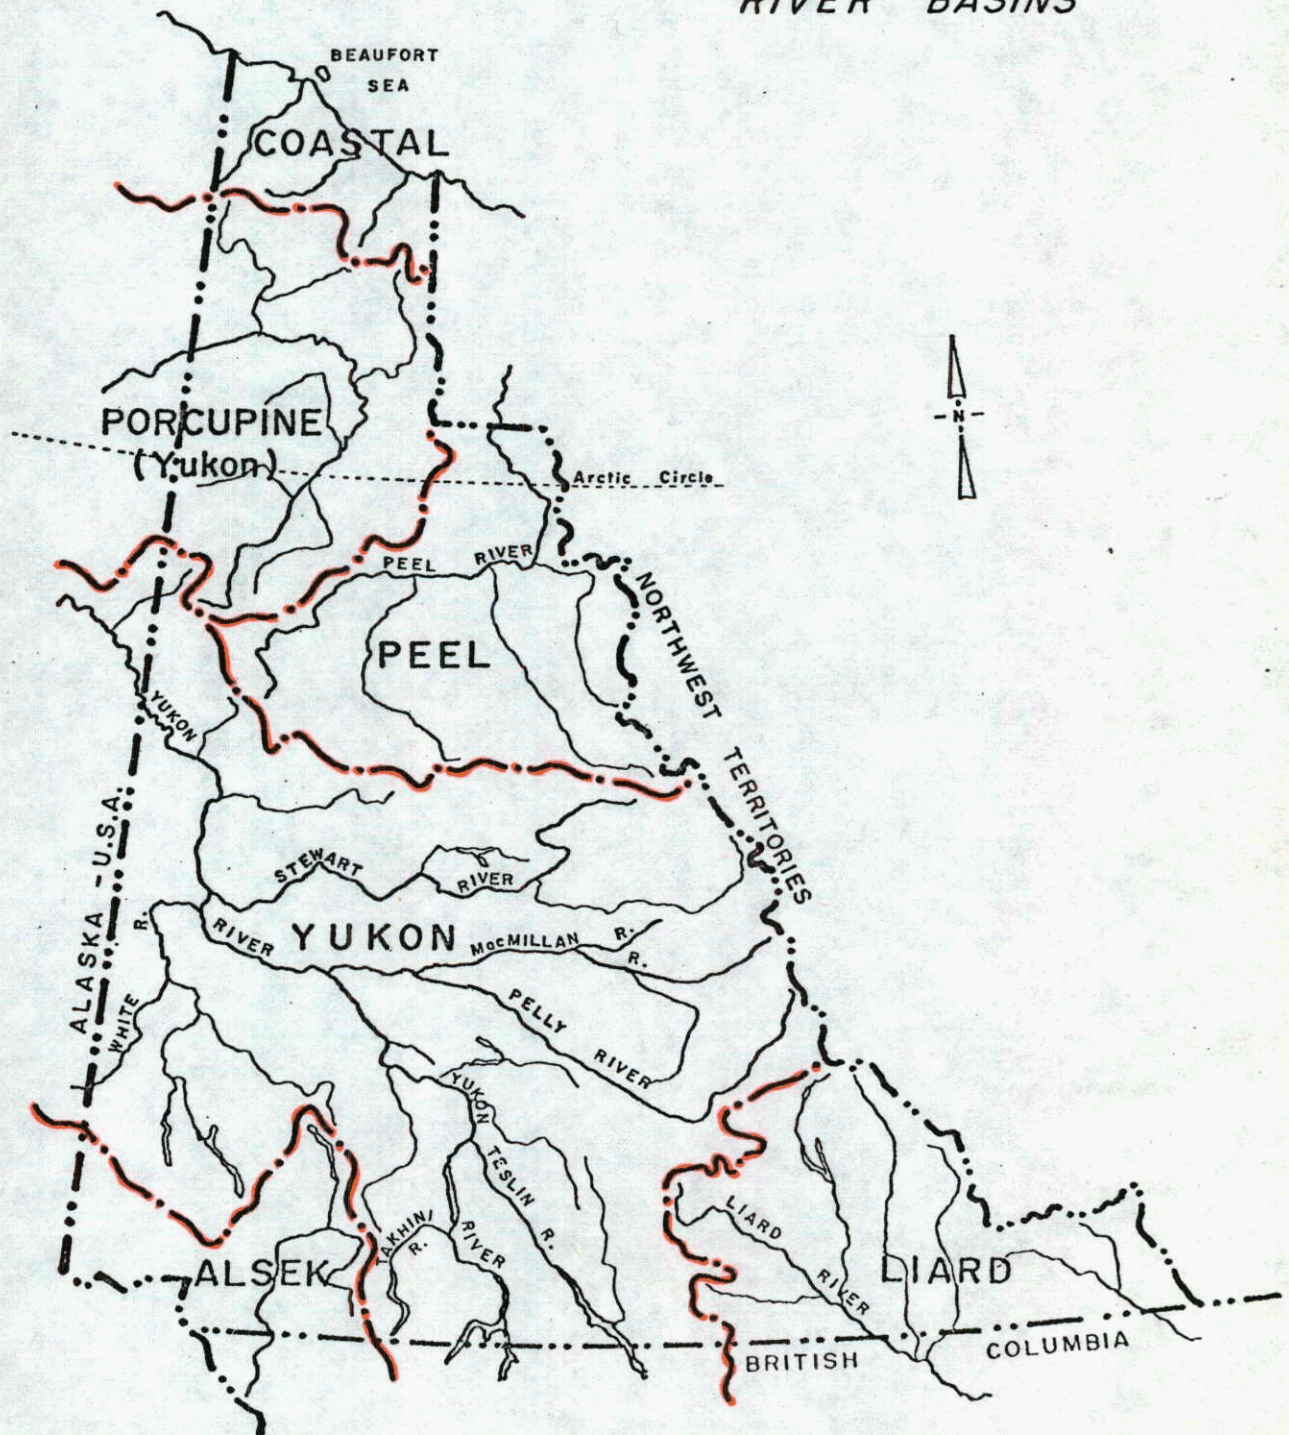 RIVER BASINS
BEAUFORT
SEA
COASTAL
N
PORCUPINE
(Yukon)
Arctic Circle
PEEL RIVER
NORTHWEST TERRITORIES
PEEL
YUKON
ALASKA - U.S.A.
STEWART
RIVER
R.
RIVER
YUKON
MacMILLAN R.
R.
WHITE
PELLY
RIVER
YUKON
TESLIN
R.
TAKHINI
R.
RIVER
LIARD
RIVER
ALSEK
LIARD
BRITISH
COLUMBIA